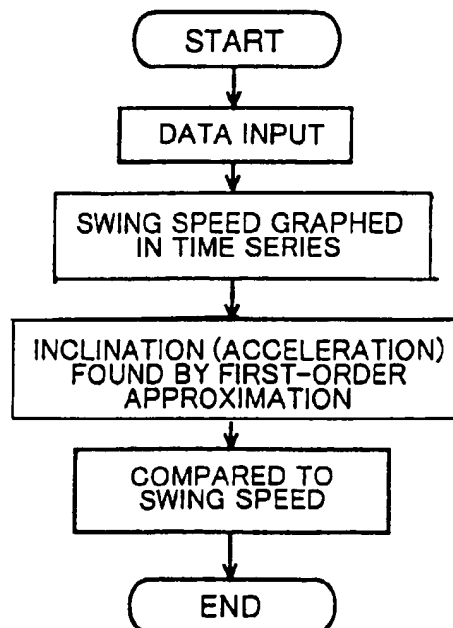 START
DATA INPUT
SWING SPEED GRAPHED
IN TIME SERIES
INCLINATION (ACCELERATION)
FOUND BY FIRST-ORDER
APPROXIMATION
COMPARED TO
SWING SPEED
END